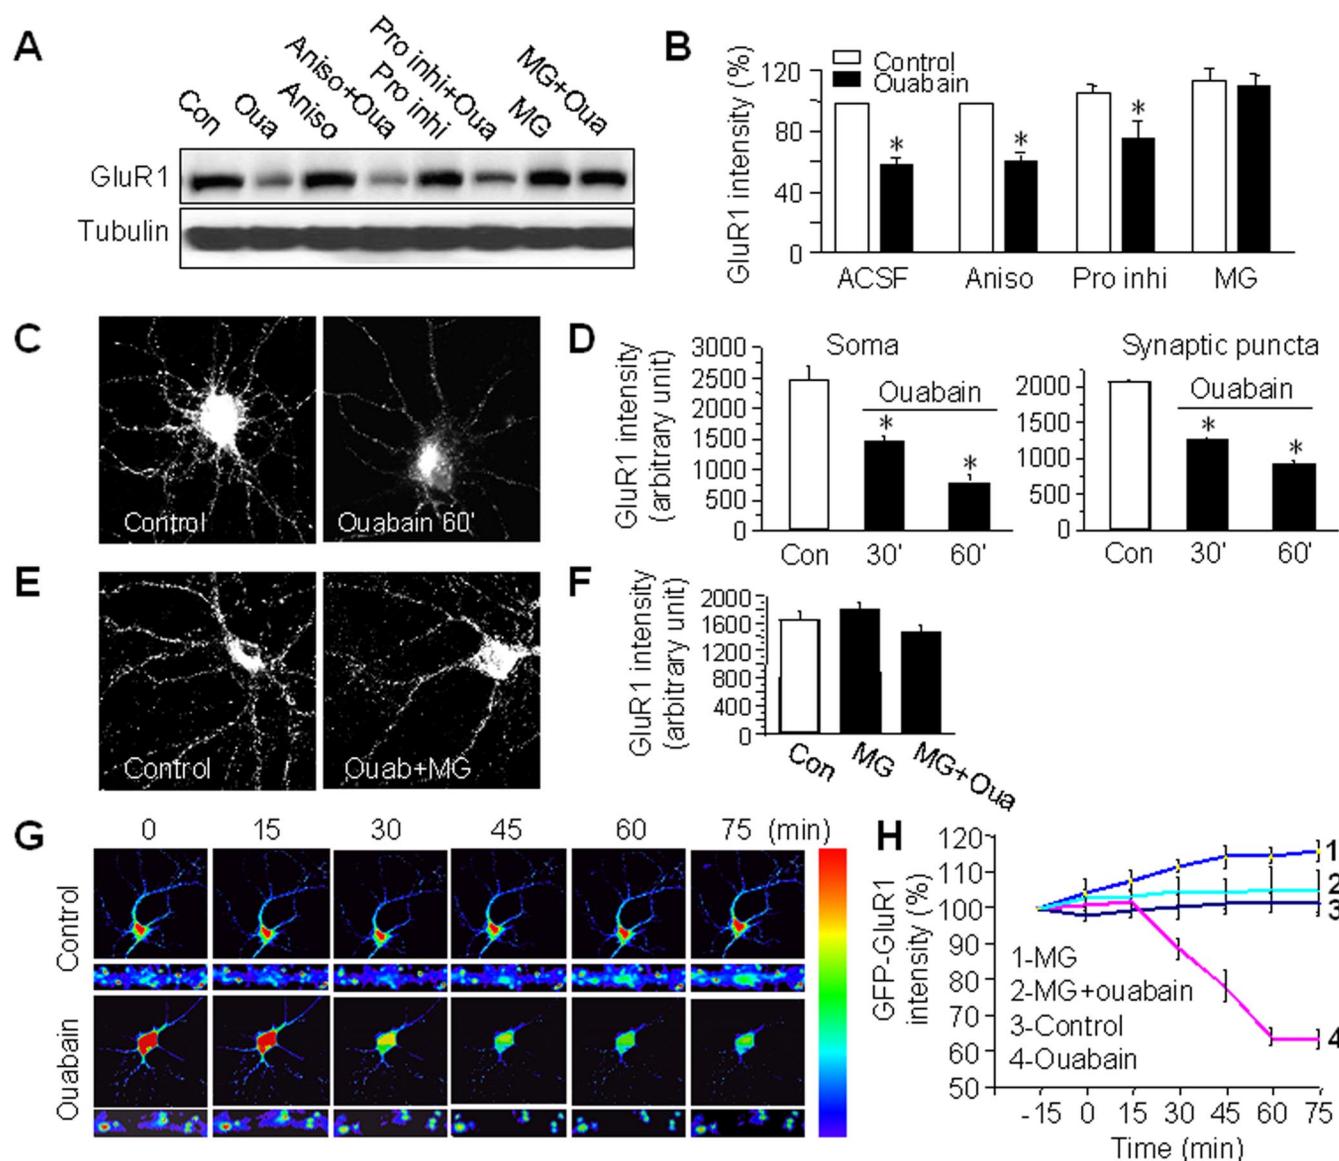 A
Con
Oua
Aniso
Aniso+Oua
Pro inhi
Pro inhi+Oua
MG
MG+Oua
GluR1
Tubulin
B
Control
Ouabain
GluR1 intensity (%)
120
80
40
0
ACSF
Aniso
Pro inhi
MG
*
*
*
C
Control
Ouabain 60'
D
GluR1 intensity
(arbitrary unit)
3000
2500
2000
1500
1000
500
0
Soma
Ouabain
*
*
Con
30'
60'
Synaptic puncta
2000
1500
1000
500
0
Ouabain
*
*
Con
30'
60'
E
Control
Ouab+MG
F
GluR1 intensity
(arbitrary unit)
2000
1600
1200
800
400
0
Con
MG
MG+Oua
G
0 15 30 45 60 75 (min)
Control
Ouabain
H
GFP-GluR1
intensity (%)
120
110
100
90
80
70
60
50
1
2
3
4
1-MG
2-MG+ouabain
3-Control
4-Ouabain
-15 0 15 30 45 60 75
Time (min)